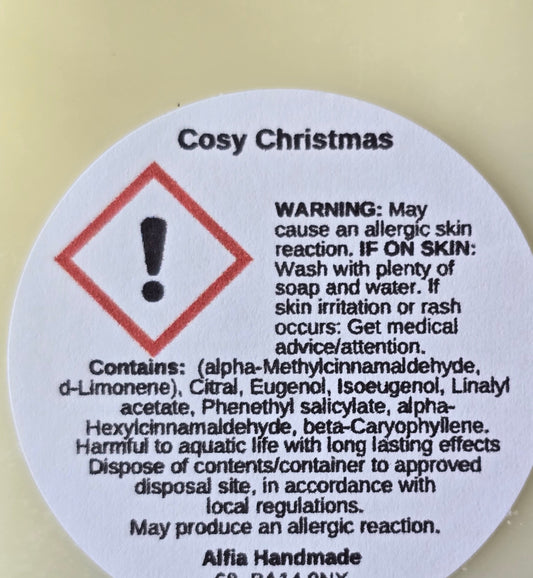 Cosy Christmas
WARNING: May
cause an allergic skin
reaction. IF ON SKIN:
Wash with plenty of
soap and water. If
skin irritation or rash
occurs: Get medical
advice/attention.
Contains: (alpha-Methylcinnamaldehyde,
d-Limonene), Citral, Eugenol, Isoeugenol, Linalyl
acetate, Phenethyl salicylate, alpha-
Hexylcinnamaldehyde, beta-Caryophyllene.
Harmful to aquatic life with long lasting effects
Dispose of contents/container to approved
disposal site, in accordance with
local regulations.
May produce an allergic reaction.
Alfia Handmade